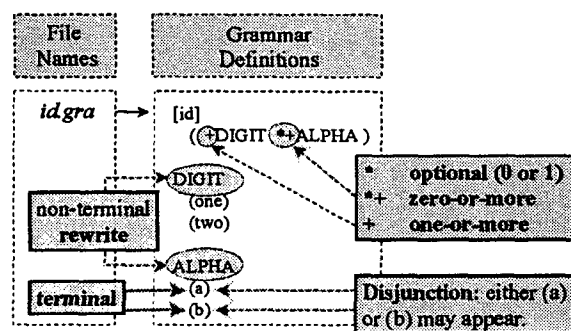 File
Names
Grammar
Definitions
id.gra
[id]
(+DIGIT *+ALPHA )
DIGIT
(one)
(two)
ALPHA
(a)
(b)
non-terminal
rewrite
terminal
* optional (0 or 1)
*+ zero-or-more
+ one-or-more
Disjunction: either (a)
or (b) may appear.